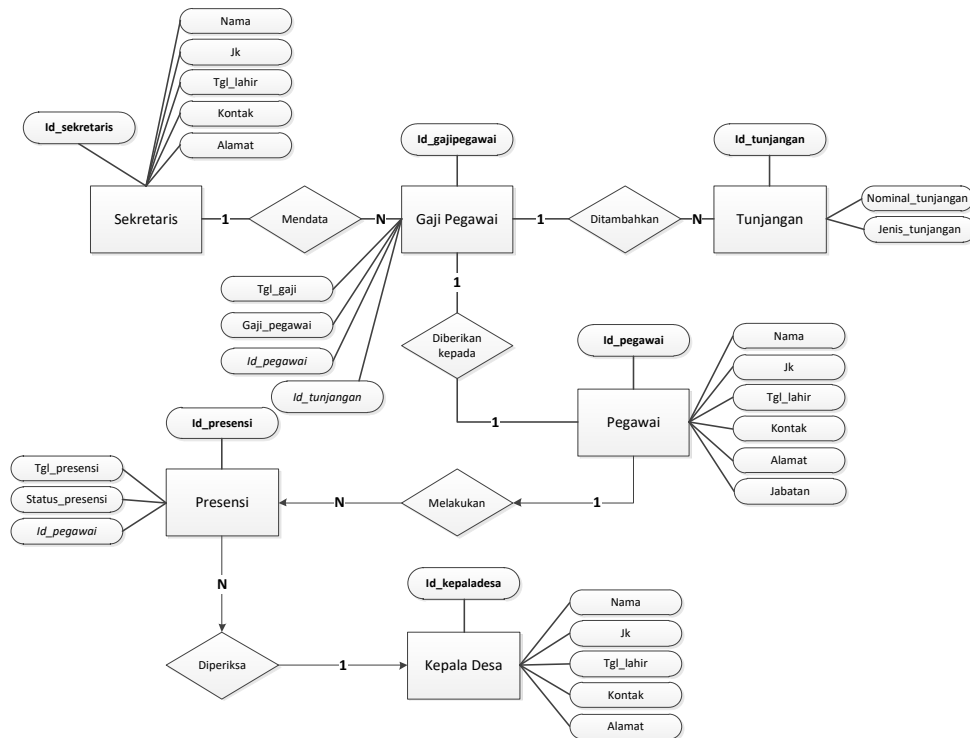 Nama
Jk
Tgl_lahir
Kontak
Alamat
Id_sekretaris
Id_gajipegawai
Id_tunjangan
Sekretaris
1
Mendata
N
Gaji Pegawai
1
Ditambahkan
N
Tunjangan
Nominal_tunjangan
Jenis_tunjangan
Tgl_gaji
Gaji_pegawai
Id_pegawai
Id_tunjangan
1
Diberikan
kepada
1
Id_pegawai
Pegawai
Nama
Jk
Tgl_lahir
Kontak
Alamat
Jabatan
Id_presensi
Tgl_presensi
Status_presensi
Id_pegawai
Presensi
N
Melakukan
1
N
Diperiksa
1
Id_kepaladesa
Kepala Desa
Nama
Jk
Tgl_lahir
Kontak
Alamat